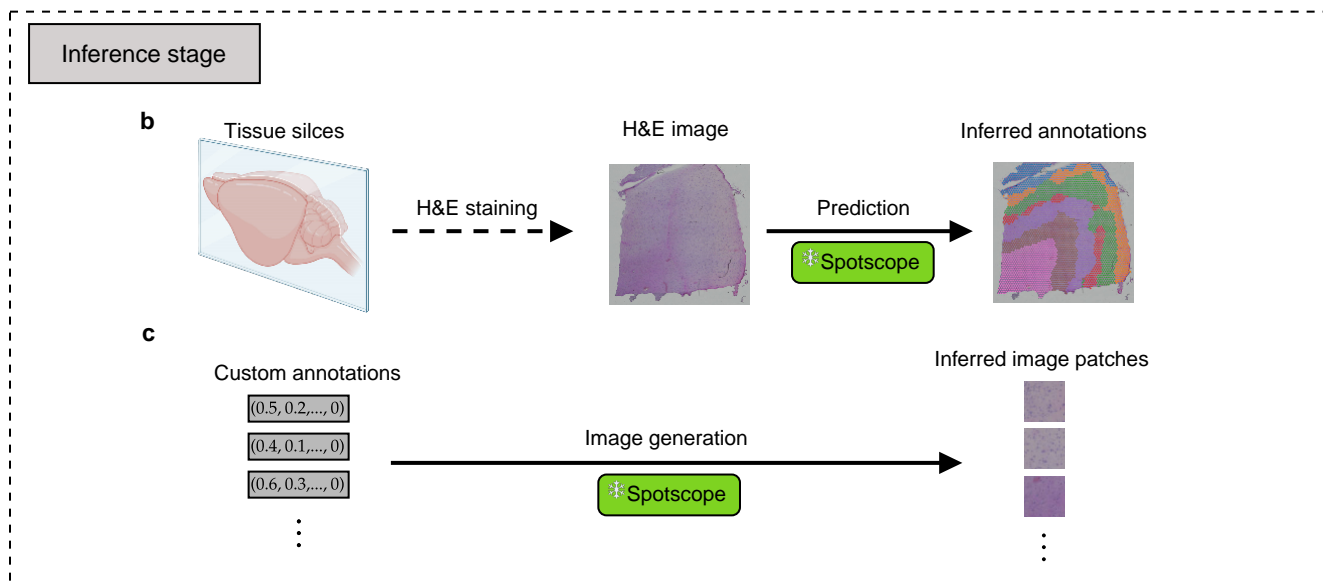 Inference stage
b
Tissue silces
H&E image
Inferred annotations
H&E staining
Prediction
Spotscope
c
Custom annotations
Inferred image patches
(0.5, 0.2,..., 0)
(0.4, 0.1,..., 0)
Image generation
(0.6, 0.3,..., 0)
Spotscope